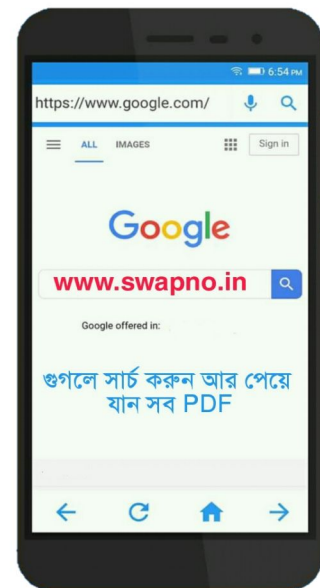 6:54 PM
https://www.google.com/
ALL IMAGES Sign in
Google
www.swapno.in
Google offered in:
গুগলে সার্চ করুন আর পেয়ে
যান সব PDF